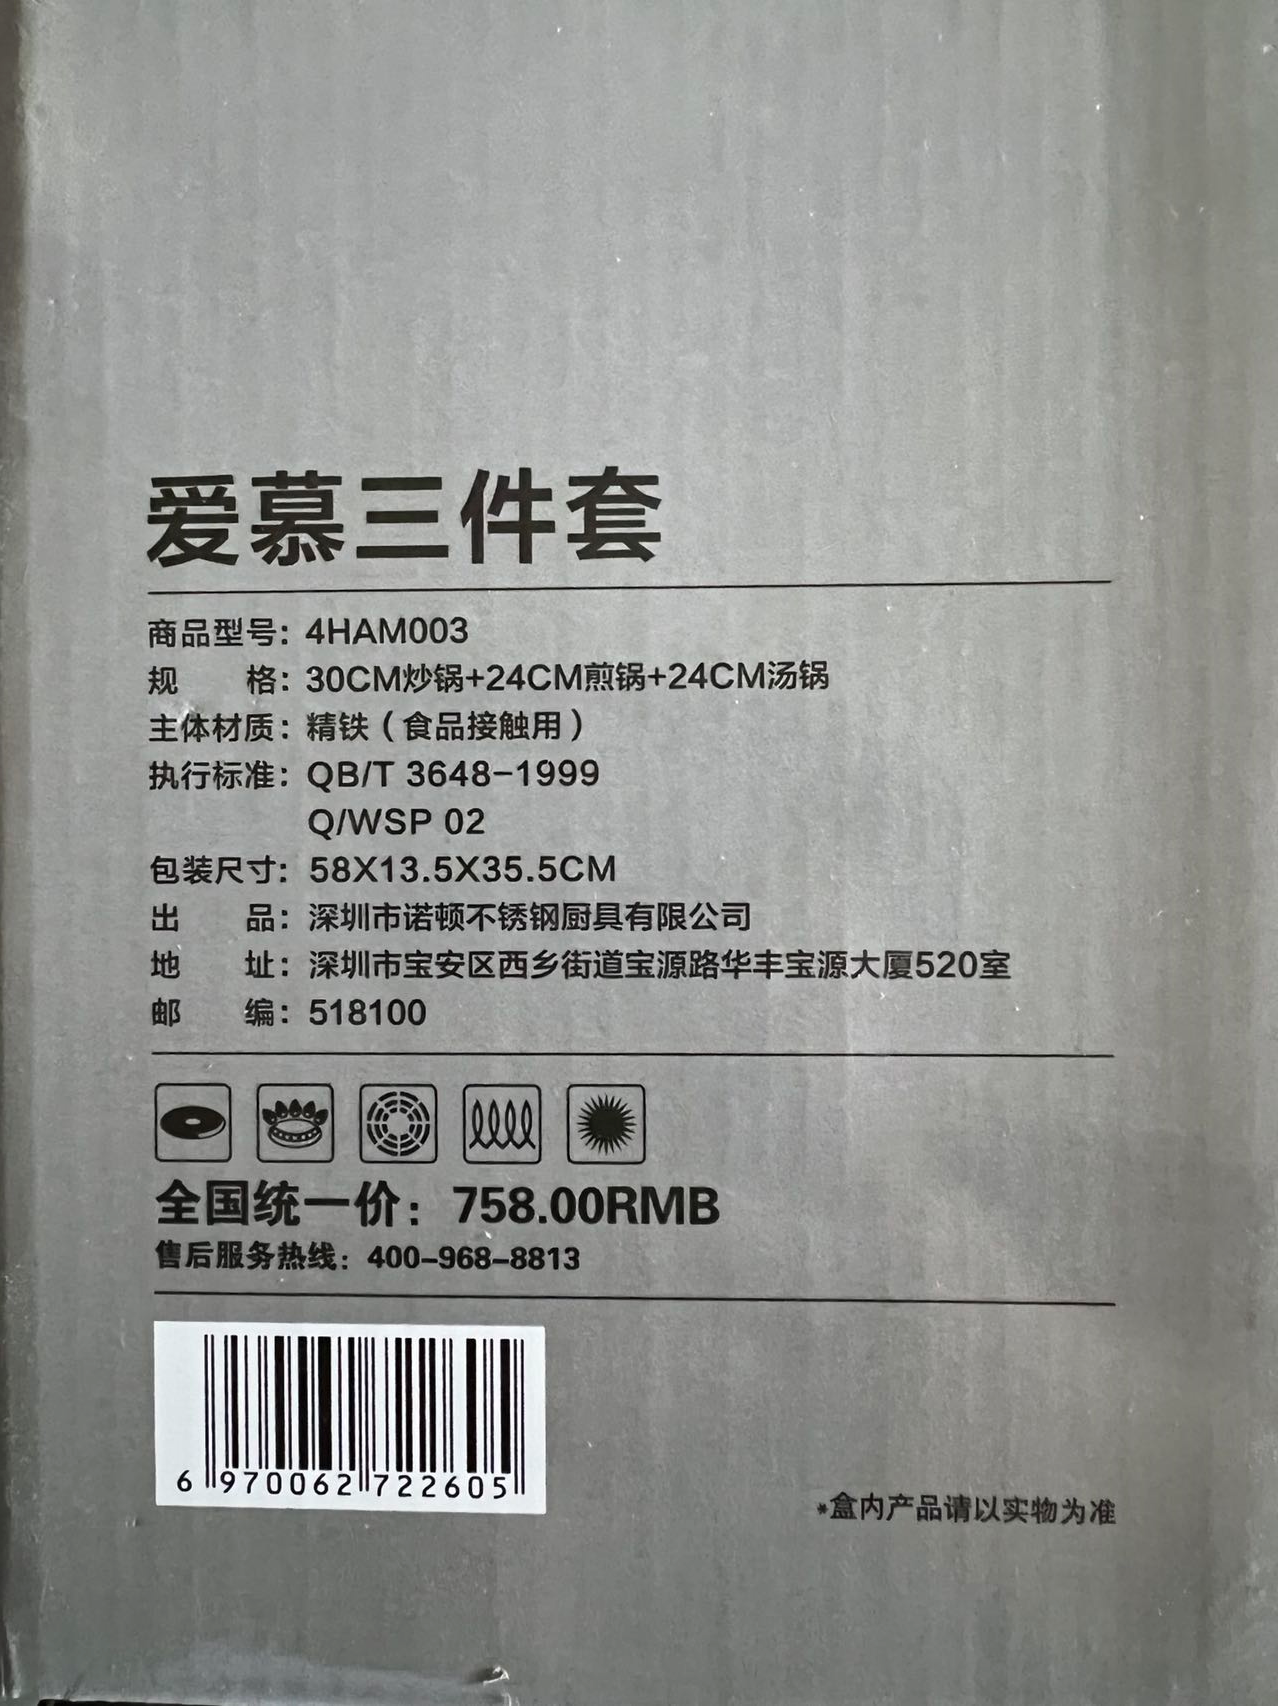 爱慕三件套
商品型号：4HAM003
规 格：30CM炒锅+24CM煎锅+24CM汤锅
主体材质：精铁（食品接触用）
执行标准：QB/T 3648-1999
Q/WSP 02
包装尺寸：58X13.5X35.5CM
出 品：深圳市诺顿不锈钢厨具有限公司
地 址：深圳市宝安区西乡街道宝源路华丰宝源大厦520室
邮 编：518100
全国统一价：758.00RMB
售后服务热线：400-968-8813
6 970062 722605
*盒内产品请以实物为准